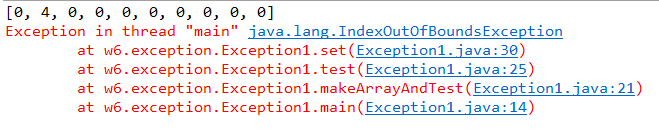 [0, 4, 0, 0, 0, 0, 0, 0, 0, 0]
Exception in thread "main" java.lang.IndexOutOfBoundsException
at w6.exception.Exception1.set(Exception1.java:30)
at w6.exception.Exception1.test(Exception1.java:25)
at w6.exception.Exception1.makeArrayAndTest(Exception1.java:21)
at w6.exception.Exception1.main(Exception1.java:14)